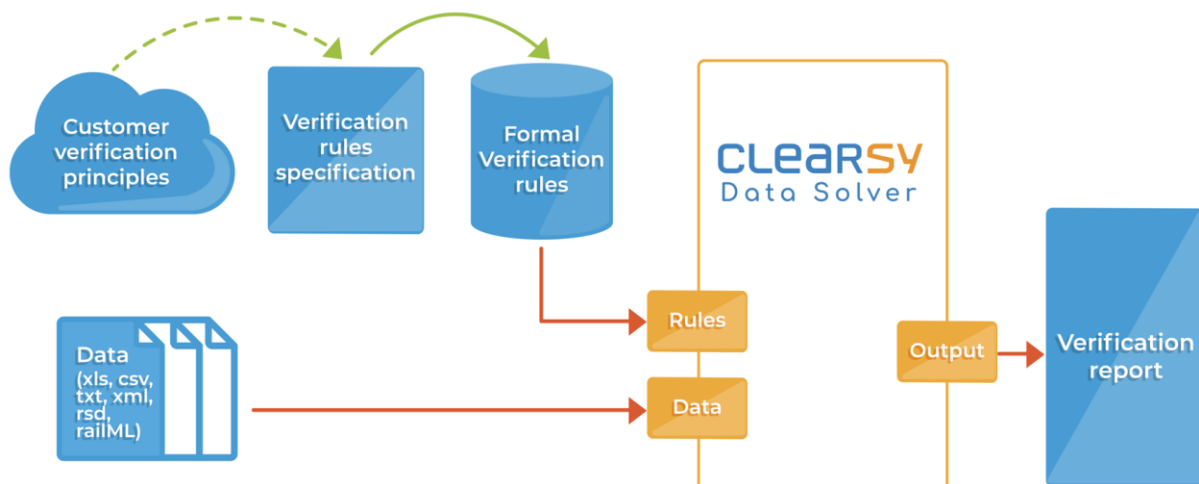 Customer
verification
principles
Verification
rules
specification
Formal
Verification
rules
CLEARSY
Data Solver
Rules
Data
(xls, csv,
txt, xml,
rsd,
railML)
Data
Output
Verification
report